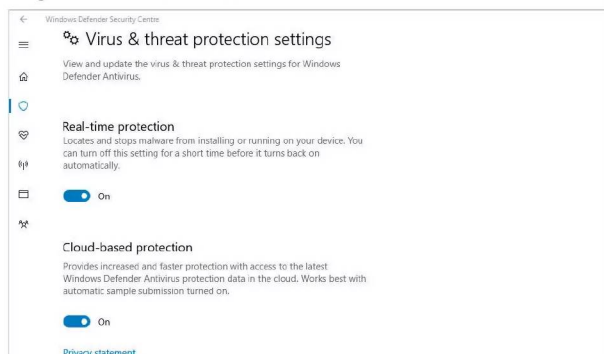 Windows Defender Security Centre
Virus & threat protection settings
View and update the virus & threat protection settings for Windows
Defender Antivirus.
Real-time protection
Locates and stops malware from installing or running on your device. You
can turn off this setting for a short time before it turns back on
automatically.
On
Cloud-based protection
Provides increased and faster protection with access to the latest
Windows Defender Antivirus protection data in the cloud. Works best with
automatic sample submission turned on.
On
Privacy statement